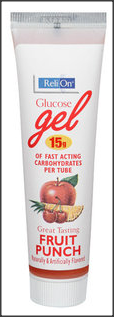 ReliOn
Glucose
gel
15g
OF FAST ACTING
CARBOHYDRATES
PER TUBE
Great Tasting
FRUIT
PUNCH
Naturally & Artificially Flavored